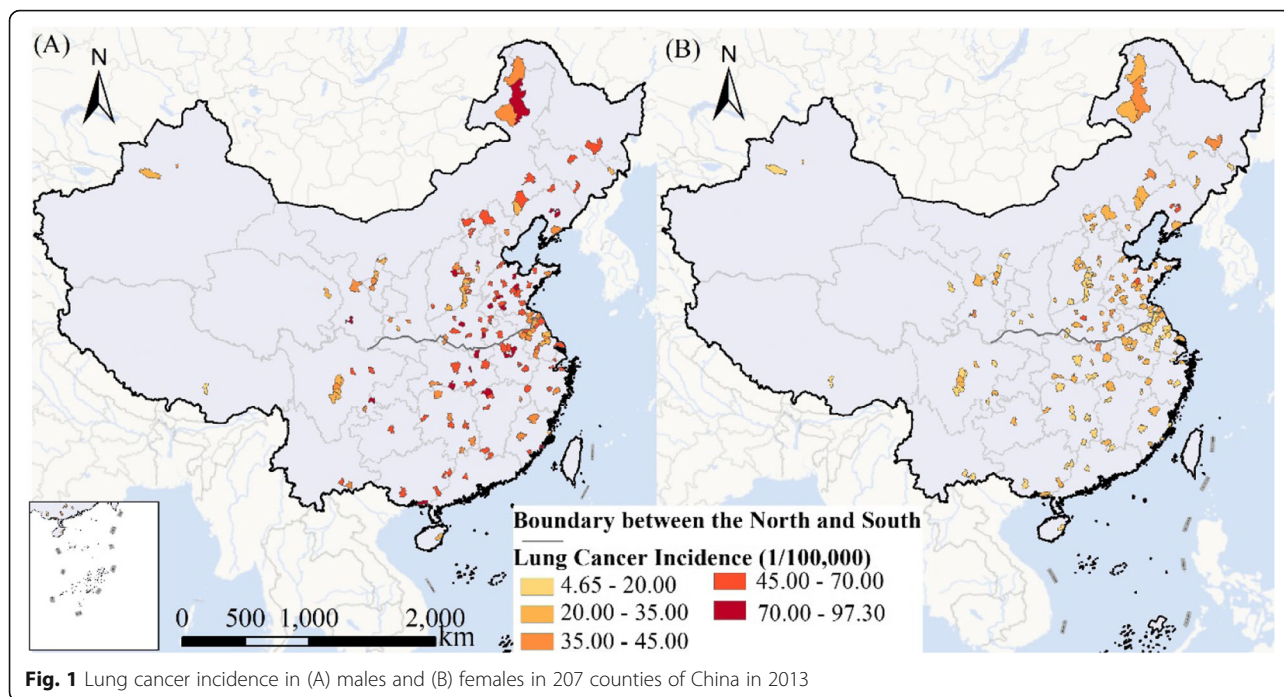 (A)
N
(B)
N
Boundary between the North and South
Lung Cancer Incidence (1/100,000)
4.65 - 20.00
45.00 - 70.00
20.00 - 35.00
70.00 - 97.30
35.00 - 45.00
0 500 1,000 2,000
km
Fig. 1 Lung cancer incidence in (A) males and (B) females in 207 counties of China in 2013